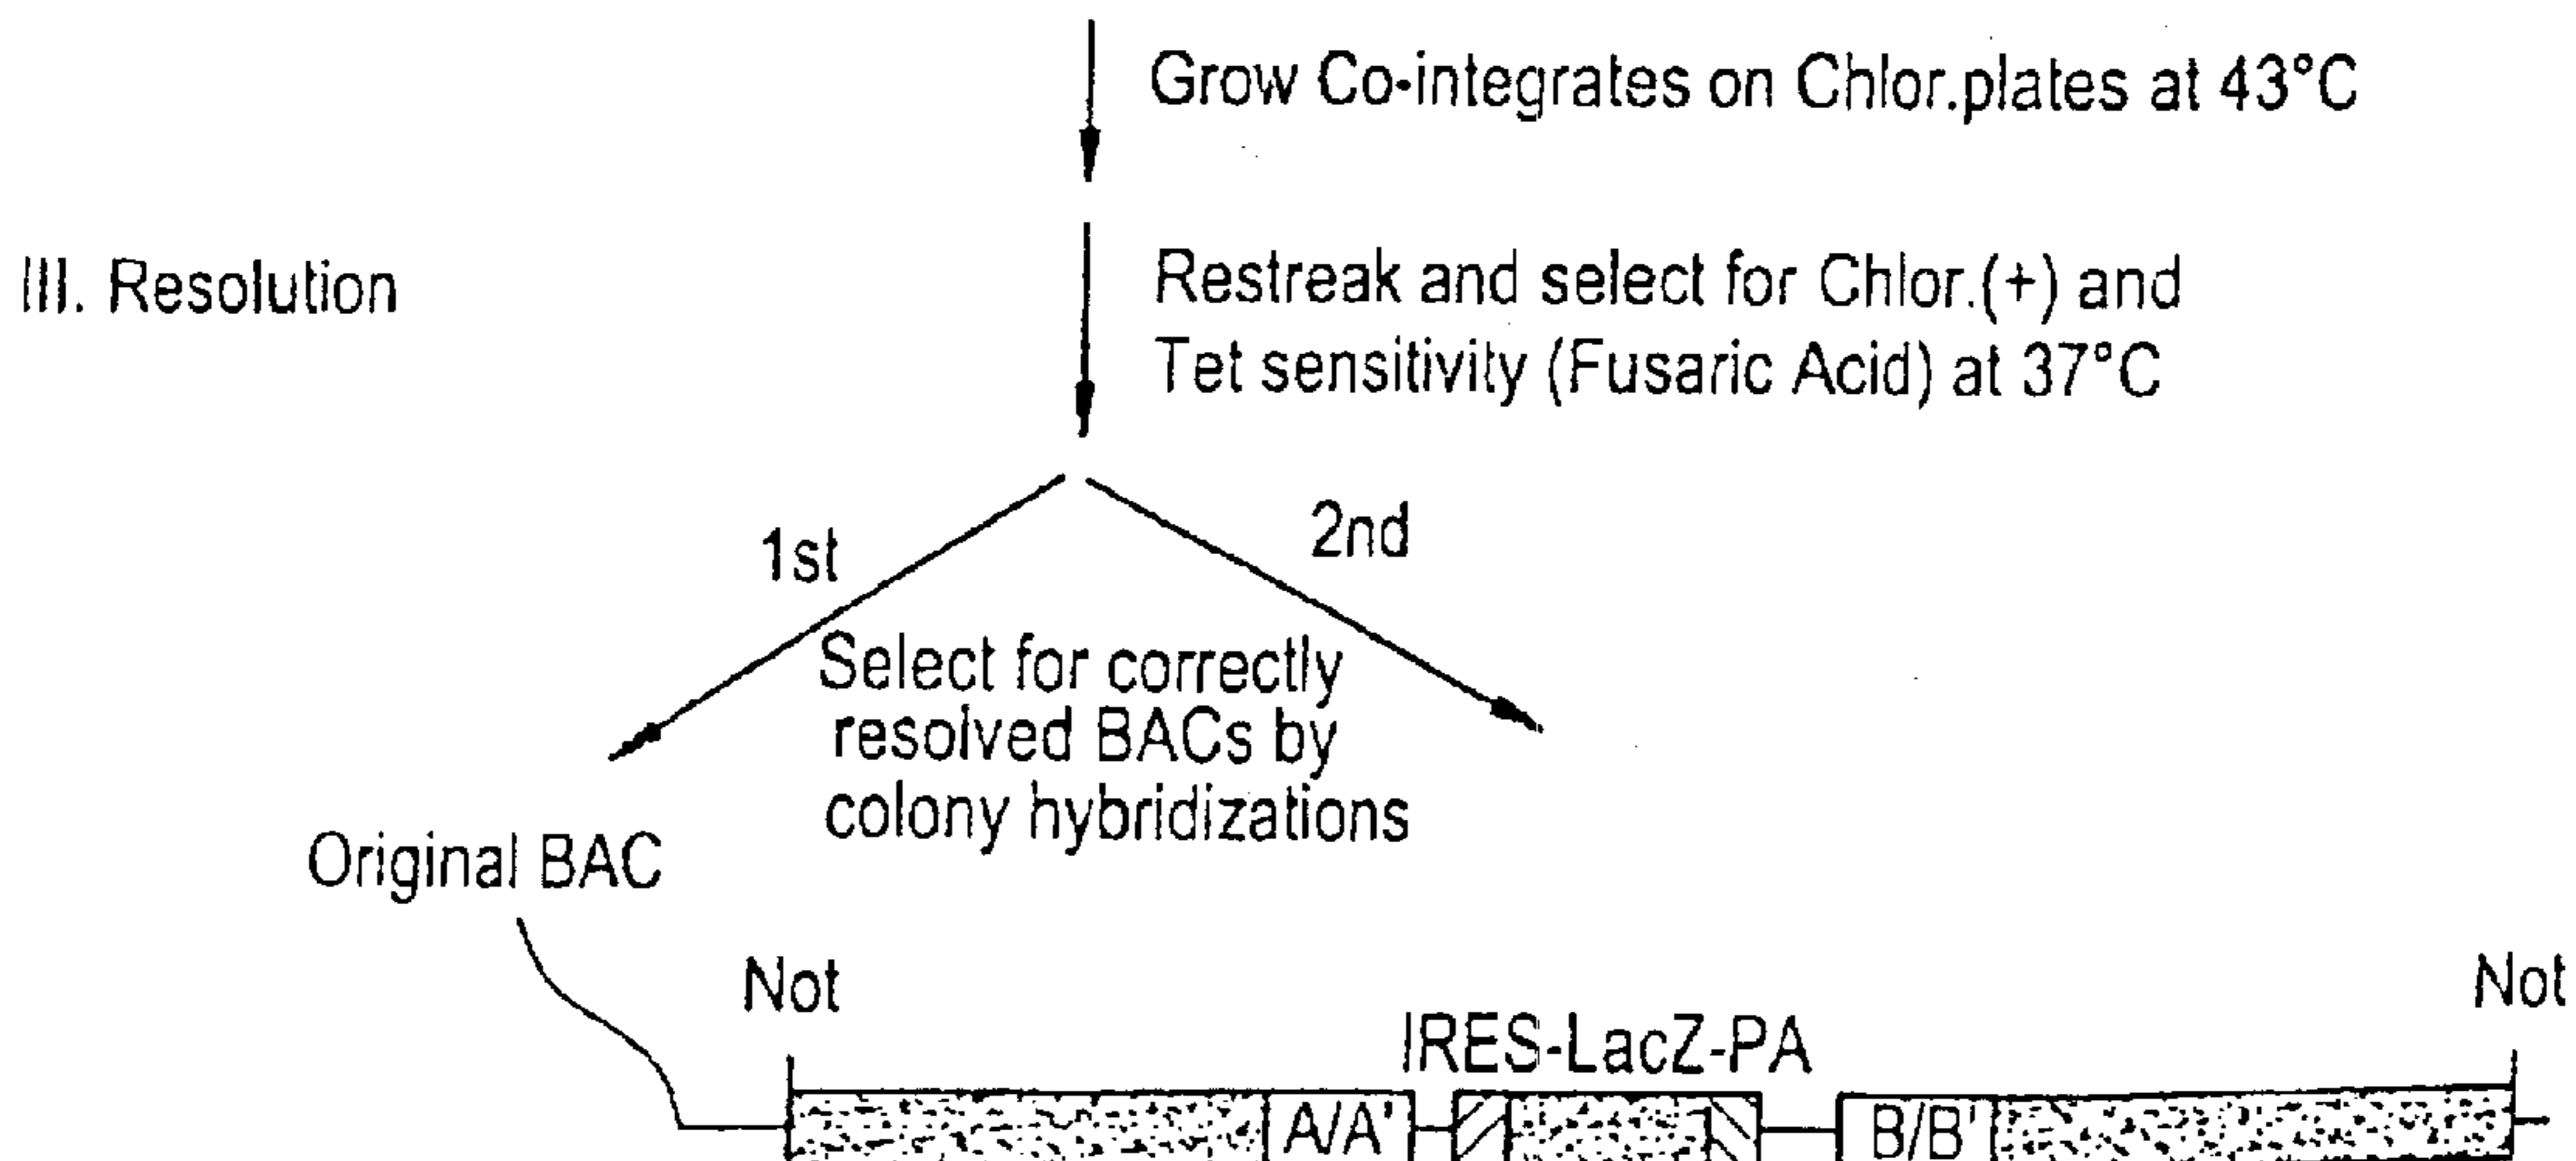 Grow Co-integrates on Chlor.plates at 43°C
III. Resolution
Restreak and select for Chlor.(+) and
Tet sensitivity (Fusaric Acid) at 37°C
1st
2nd
Select for correctly
resolved BACs by
colony hybridizations
Original BAC
Not
Not
IRES-LacZ-PA
A/A'
B/B'